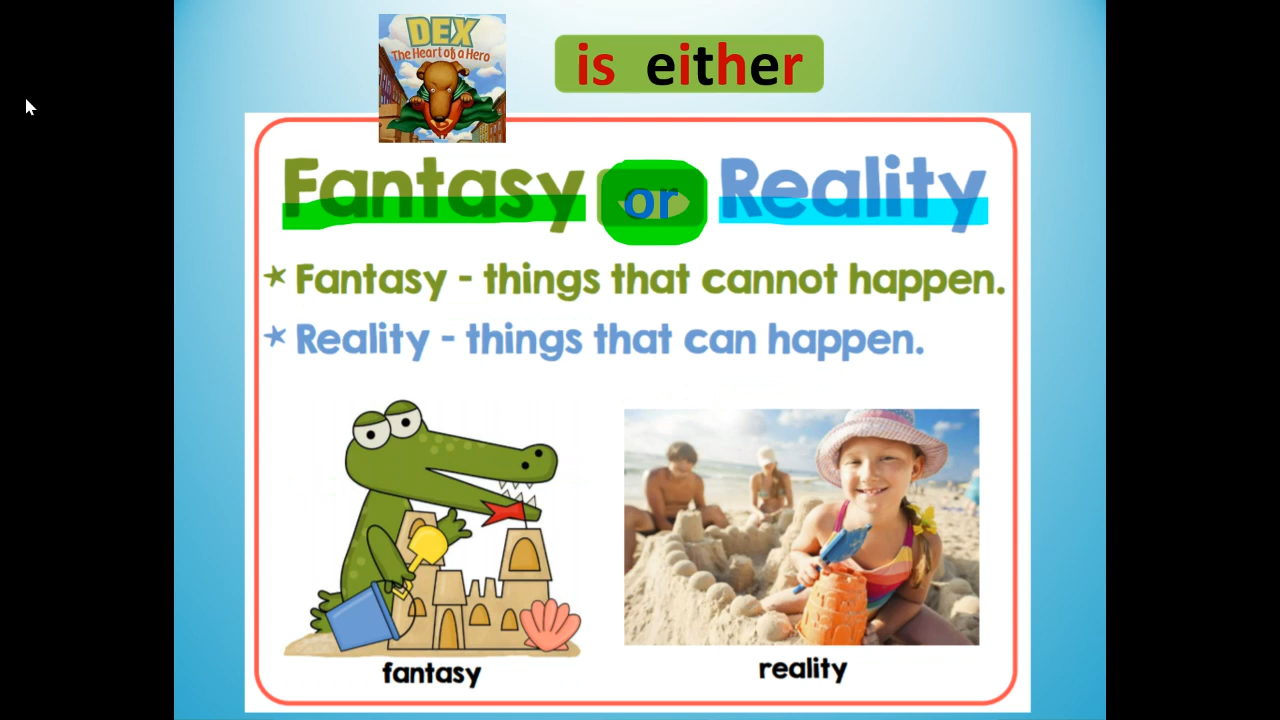 DEX
The Heart of a Hero
is either
Fantasy or Reality
Fantasy - things that cannot happen.
Reality - things that can happen.
fantasy
reality